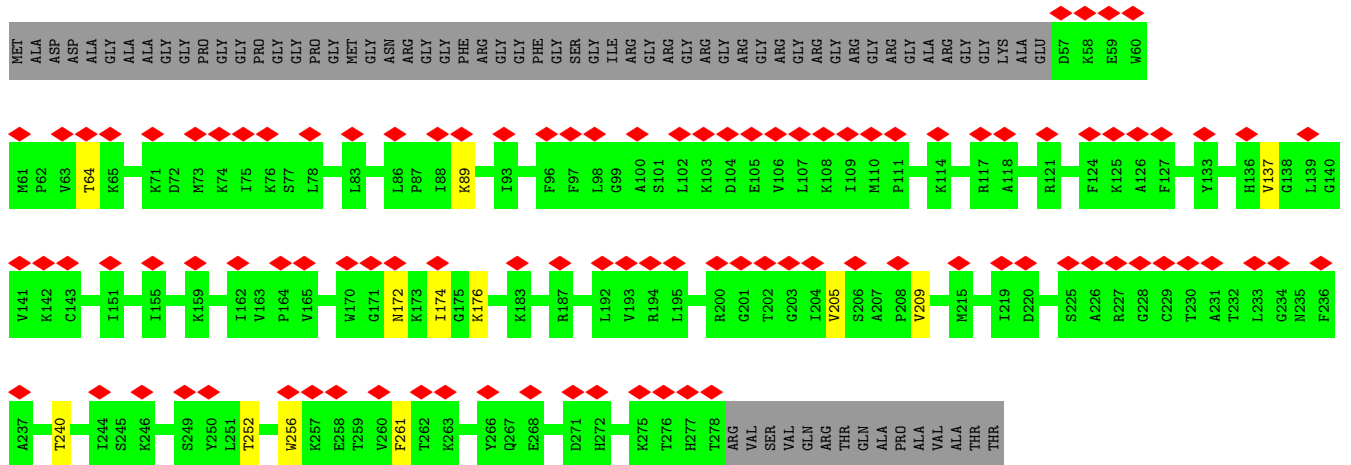 MET ALA ASP ASP ALA GLY ALA ALA GLY GLY PRO GLY GLY PRO GLY GLY PRO GLY MET GLY ASN ARG GLY GLY PHE ARG GLY GLY PHE GLY SER GLY ILE ARG GLY ARG GLY ARG GLY ARG GLY ARG GLY ARG GLY ARG GLY ARG GLY ALA ARG GLY GLY LYS ALA GLU D57 K58 E59 W60
M61 P62 V63 T64 K65 K71 D72 M73 K74 I75 K76 S77 L78 L83 L86 P87 I88 K89 I93 F96 F97 L98 G99 A100 S101 L102 K103 D104 E105 V106 L107 K108 I109 M110 P111 K114 R117 A118 R121 F124 K125 A126 F127 Y133 H136 V137 G138 L139 G140
V141 K142 C143 I151 I155 K159 I162 V163 P164 V165 W170 G171 N172 K173 I174 G175 K176 K183 R187 L192 V193 R194 L195 R200 G201 T202 G203 I204 V205 S206 A207 P208 V209 M215 I219 D220 S225 A226 R227 G228 C229 T230 A231 T232 L233 G234 N235 F236
A237 T240 I244 S245 K246 S249 Y250 L251 T252 W256 K257 E258 T259 V260 F261 T262 K263 Y266 Q267 E268 D271 H272 K275 T276 H277 T278 ARG VAL SER VAL GLN ARG THR GLN ALA PRO ALA VAL ALA THR THR